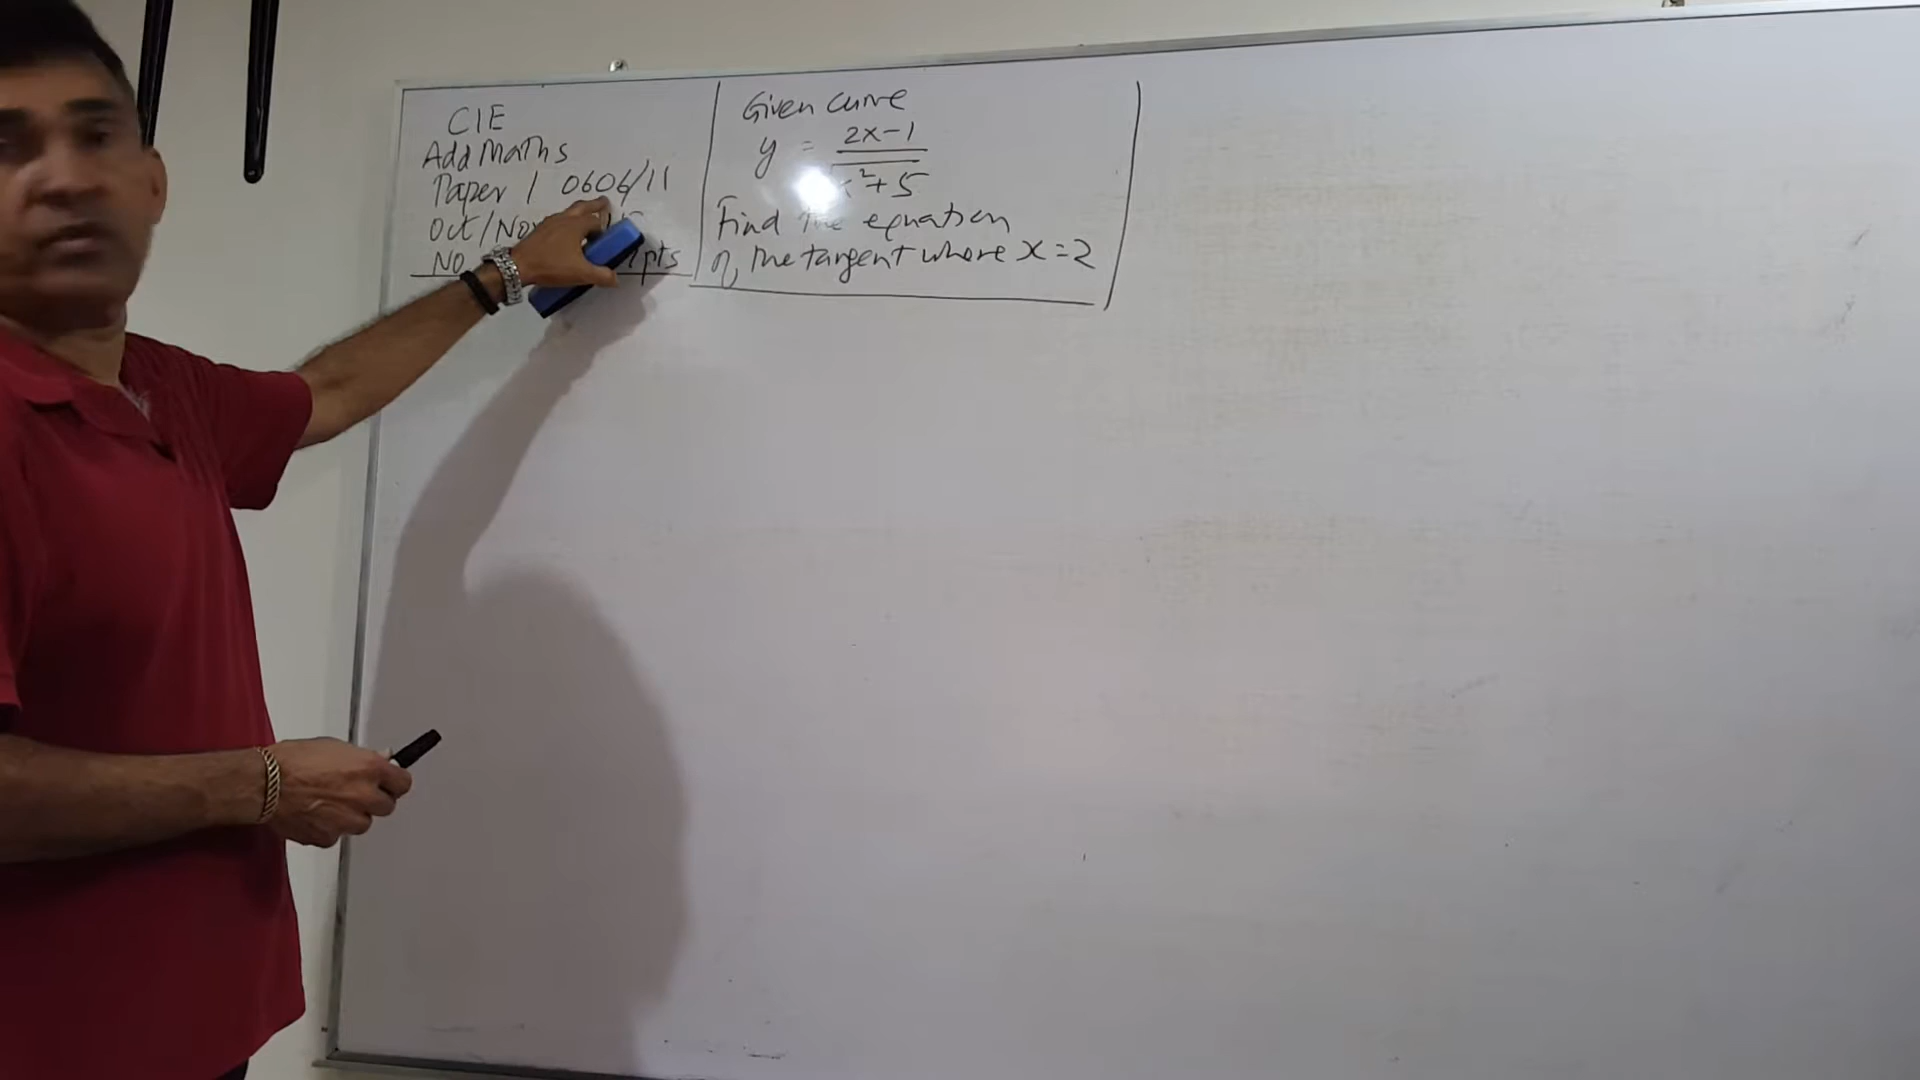 CIE
Add Maths
Paper 1 0606/11
Oct/Nov
No pts
Given curve
y = 2x-1
√x²+5
Find the equation
of the tangent where x=2